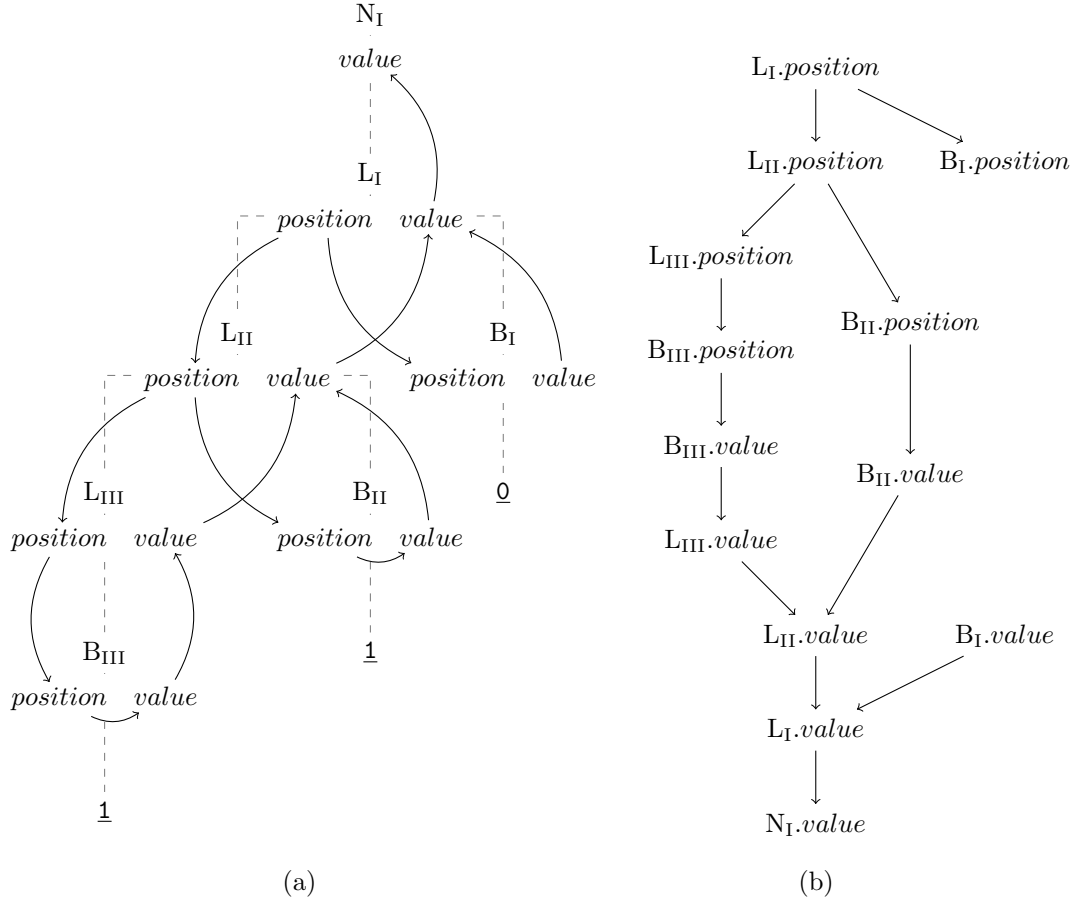 N_I
value
L_I
position value
L_II B_I
position value position value
L_III B_II 0
position value position value
B_III 1
position value
1
(a)
L_I.position
L_II.position B_I.position
L_III.position
B_II.position
B_III.position
B_III.value
B_II.value
L_III.value
L_II.value B_I.value
L_I.value
N_I.value
(b)